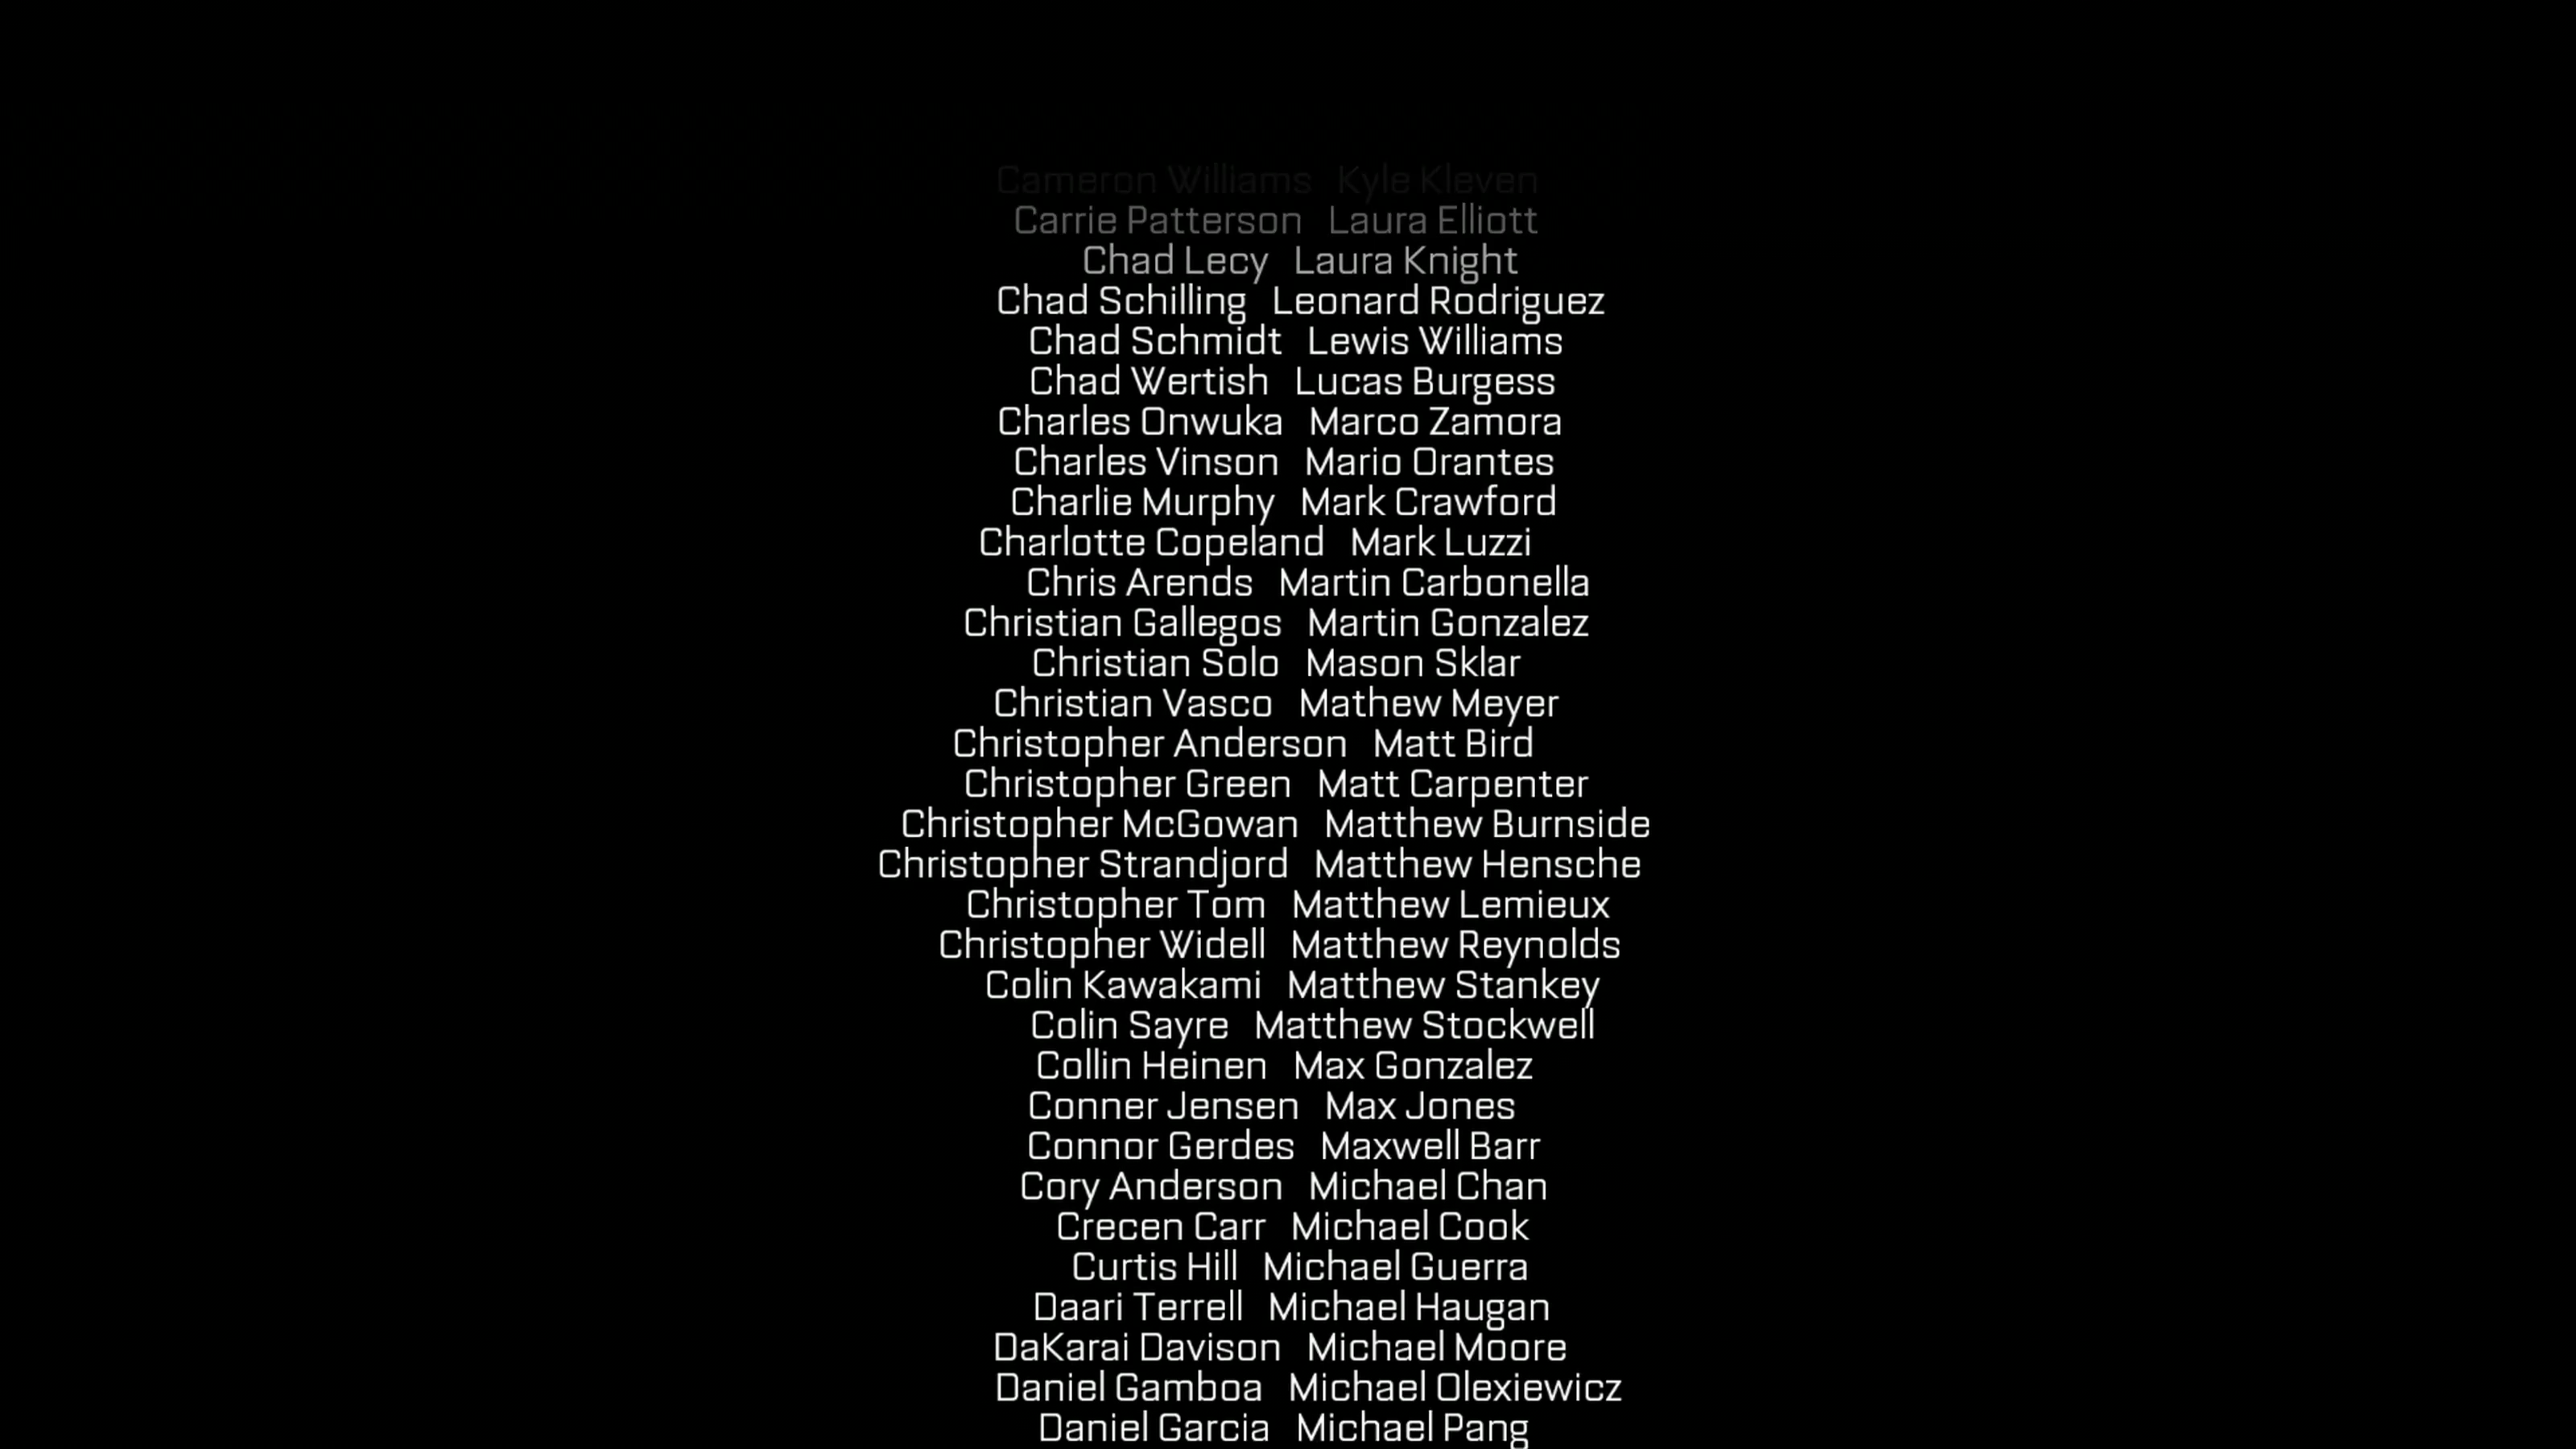 Cameron Williams Kyle Kleven
Carrie Patterson Laura Elliott
Chad Lecy Laura Knight
Chad Schilling Leonard Rodriguez
Chad Schmidt Lewis Williams
Chad Wertish Lucas Burgess
Charles Onwuka Marco Zamora
Charles Vinson Mario Orantes
Charlie Murphy Mark Crawford
Charlotte Copeland Mark Luzzi
Chris Arends Martin Carbonella
Christian Gallegos Martin Gonzalez
Christian Solo Mason Sklar
Christian Vasco Mathew Meyer
Christopher Anderson Matt Bird
Christopher Green Matt Carpenter
Christopher McGowan Matthew Burnside
Christopher Strandjord Matthew Hensche
Christopher Tom Matthew Lemieux
Christopher Widell Matthew Reynolds
Colin Kawakami Matthew Stankey
Colin Sayre Matthew Stockwell
Collin Heinen Max Gonzalez
Conner Jensen Max Jones
Connor Gerdes Maxwell Barr
Cory Anderson Michael Chan
Crecen Carr Michael Cook
Curtis Hill Michael Guerra
Daari Terrell Michael Haugan
DaKarai Davison Michael Moore
Daniel Gamboa Michael Olexiewicz
Daniel Garcia Michael Pang